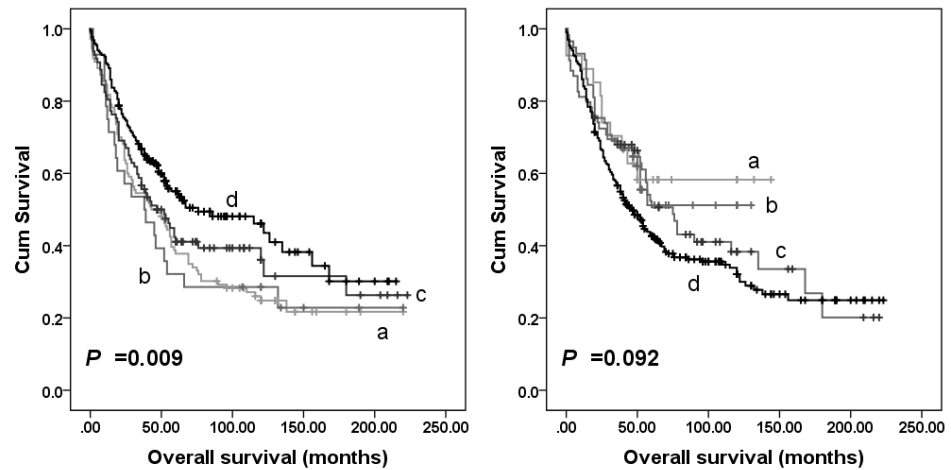 1.0
0.8
0.6
0.4
0.2
0.0
Cum Survival
d
b
c
a
P =0.009
.00 50.00 100.00 150.00 200.00 250.00
Overall survival (months)
1.0
0.8
0.6
0.4
0.2
0.0
Cum Survival
a
b
c
d
P =0.092
.00 50.00 100.00 150.00 200.00 250.00
Overall survival (months)